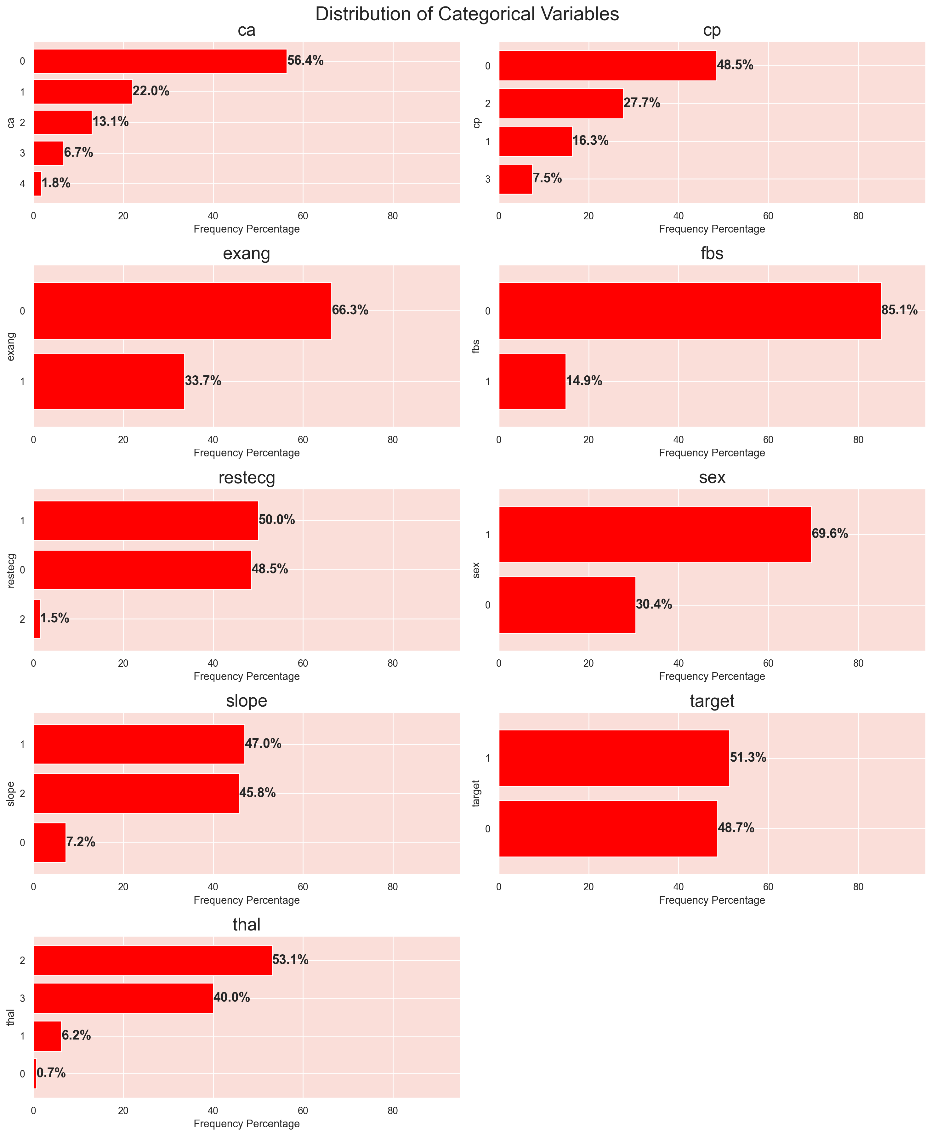 Distribution of Categorical Variables
ca
0 56.4%
1 22.0%
2 13.1%
3 6.7%
4 1.8%
ca
0 20 40 60 80
Frequency Percentage
cp
0 48.5%
2 27.7%
1 16.3%
3 7.5%
cp
0 20 40 60 80
Frequency Percentage
exang
0 66.3%
1 33.7%
exang
0 20 40 60 80
Frequency Percentage
fbs
0 85.1%
1 14.9%
fbs
0 20 40 60 80
Frequency Percentage
restecg
1 50.0%
0 48.5%
2 1.5%
restecg
0 20 40 60 80
Frequency Percentage
sex
1 69.6%
0 30.4%
sex
0 20 40 60 80
Frequency Percentage
slope
1 47.0%
2 45.8%
0 7.2%
slope
0 20 40 60 80
Frequency Percentage
target
1 51.3%
0 48.7%
target
0 20 40 60 80
Frequency Percentage
thal
2 53.1%
3 40.0%
1 6.2%
0 0.7%
thal
0 20 40 60 80
Frequency Percentage